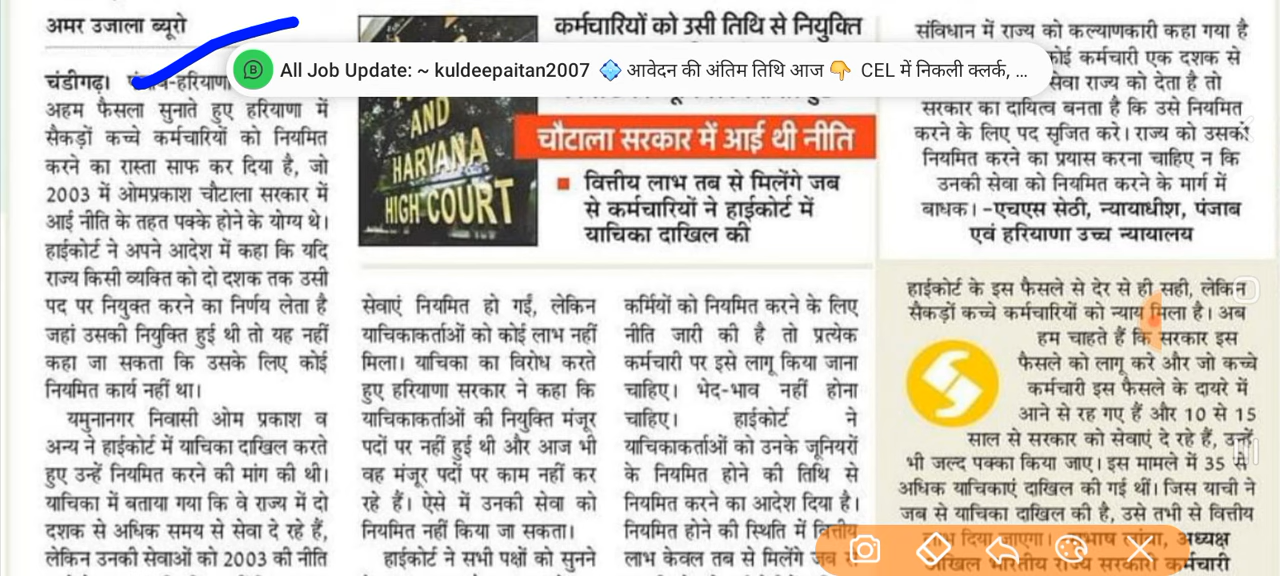 अमर उजाला ब्यूरो
All Job Update: ~ kuldeepaitan2007 🔹 आवेदन की अंतिम तिथि आज 👇 CEL में निकली क्लर्क, ...
चंडीगढ़। -हरियाणा
अहम फैसला सुनाते हुए हरियाणा में
सैकड़ों कच्चे कर्मचारियों को नियमित
करने का रास्ता साफ कर दिया है, जो
2003 में ओमप्रकाश चौटाला सरकार में
आई नीति के तहत पक्के होने के योग्य थे।
हाईकोर्ट ने अपने आदेश में कहा कि यदि
राज्य किसी व्यक्ति को दो दशक तक उसी
पद पर नियुक्त करने का निर्णय लेता है
जहां उसकी नियुक्ति हुई थी तो यह नहीं
कहा जा सकता कि उसके लिए कोई
नियमित कार्य नहीं था।
यमुनानगर निवासी ओम प्रकाश व
अन्य ने हाईकोर्ट में याचिका दाखिल करते
हुए उन्हें नियमित करने की मांग की थी।
याचिका में बताया गया कि वे राज्य में दो
दशक से अधिक समय से सेवा दे रहे हैं,
लेकिन उनकी सेवाओं को 2003 की नीति
AND
HARYANA
HIGH COURT
कर्मचारियों को उसी तिथि से नियुक्ति
चौटाला सरकार में आई थी नीति
वित्तीय लाभ तब से मिलेंगे जब
से कर्मचारियों ने हाईकोर्ट में
याचिका दाखिल की
सेवाएं नियमित हो गईं, लेकिन
याचिकाकर्ताओं को कोई लाभ नहीं
मिला। याचिका का विरोध करते
हुए हरियाणा सरकार ने कहा कि
याचिकाकर्ताओं की नियुक्ति मंजूर
पदों पर नहीं हुई थी और आज भी
वह मंजूर पदों पर काम नहीं कर
रहे हैं। ऐसे में उनकी सेवा को
नियमित नहीं किया जा सकता।
हाईकोर्ट ने सभी पक्षों को सुनने
कर्मियों को नियमित करने के लिए
नीति जारी की है तो प्रत्येक
कर्मचारी पर इसे लागू किया जाना
चाहिए। भेद-भाव नहीं होना
चाहिए। हाईकोर्ट ने
याचिकाकर्ताओं को उनके जूनियरों
के नियमित होने की तिथि से
नियमित करने का आदेश दिया है।
नियमित होने की स्थिति में वित्तीय
लाभ केवल तब से मिलेंगे जब
संविधान में राज्य को कल्याणकारी कहा गया है
कोई कर्मचारी एक दशक से
सेवा राज्य को देता है तो
सरकार का दायित्व बनता है कि उसे नियमित
करने के लिए पद सृजित करे। राज्य को उसको
नियमित करने का प्रयास करना चाहिए न कि
उनकी सेवा को नियमित करने के मार्ग में
बाधक। -एचएस सेठी, न्यायाधीश, पंजाब
एवं हरियाणा उच्च न्यायालय
हाईकोर्ट के इस फैसले से देर से ही सही, लेकिन
सैकड़ों कच्चे कर्मचारियों को न्याय मिला है। अब
हम चाहते हैं कि सरकार इस
फैसले को लागू करे और जो कच्चे
कर्मचारी इस फैसले के दायरे में
आने से रह गए हैं और 10 से 15
साल से सरकार को सेवाएं दे रहे हैं, उन्हें
भी जल्द पक्का किया जाए। इस मामले में 35 से
अधिक याचिकाएं दाखिल की गई थीं। जिस याची ने
जब से याचिका दाखिल की है, उसे तभी से वित्तीय
दिया जाएगा। अध्यक्ष
अखिल भारतीय राज्य सरकारी कर्मचारी